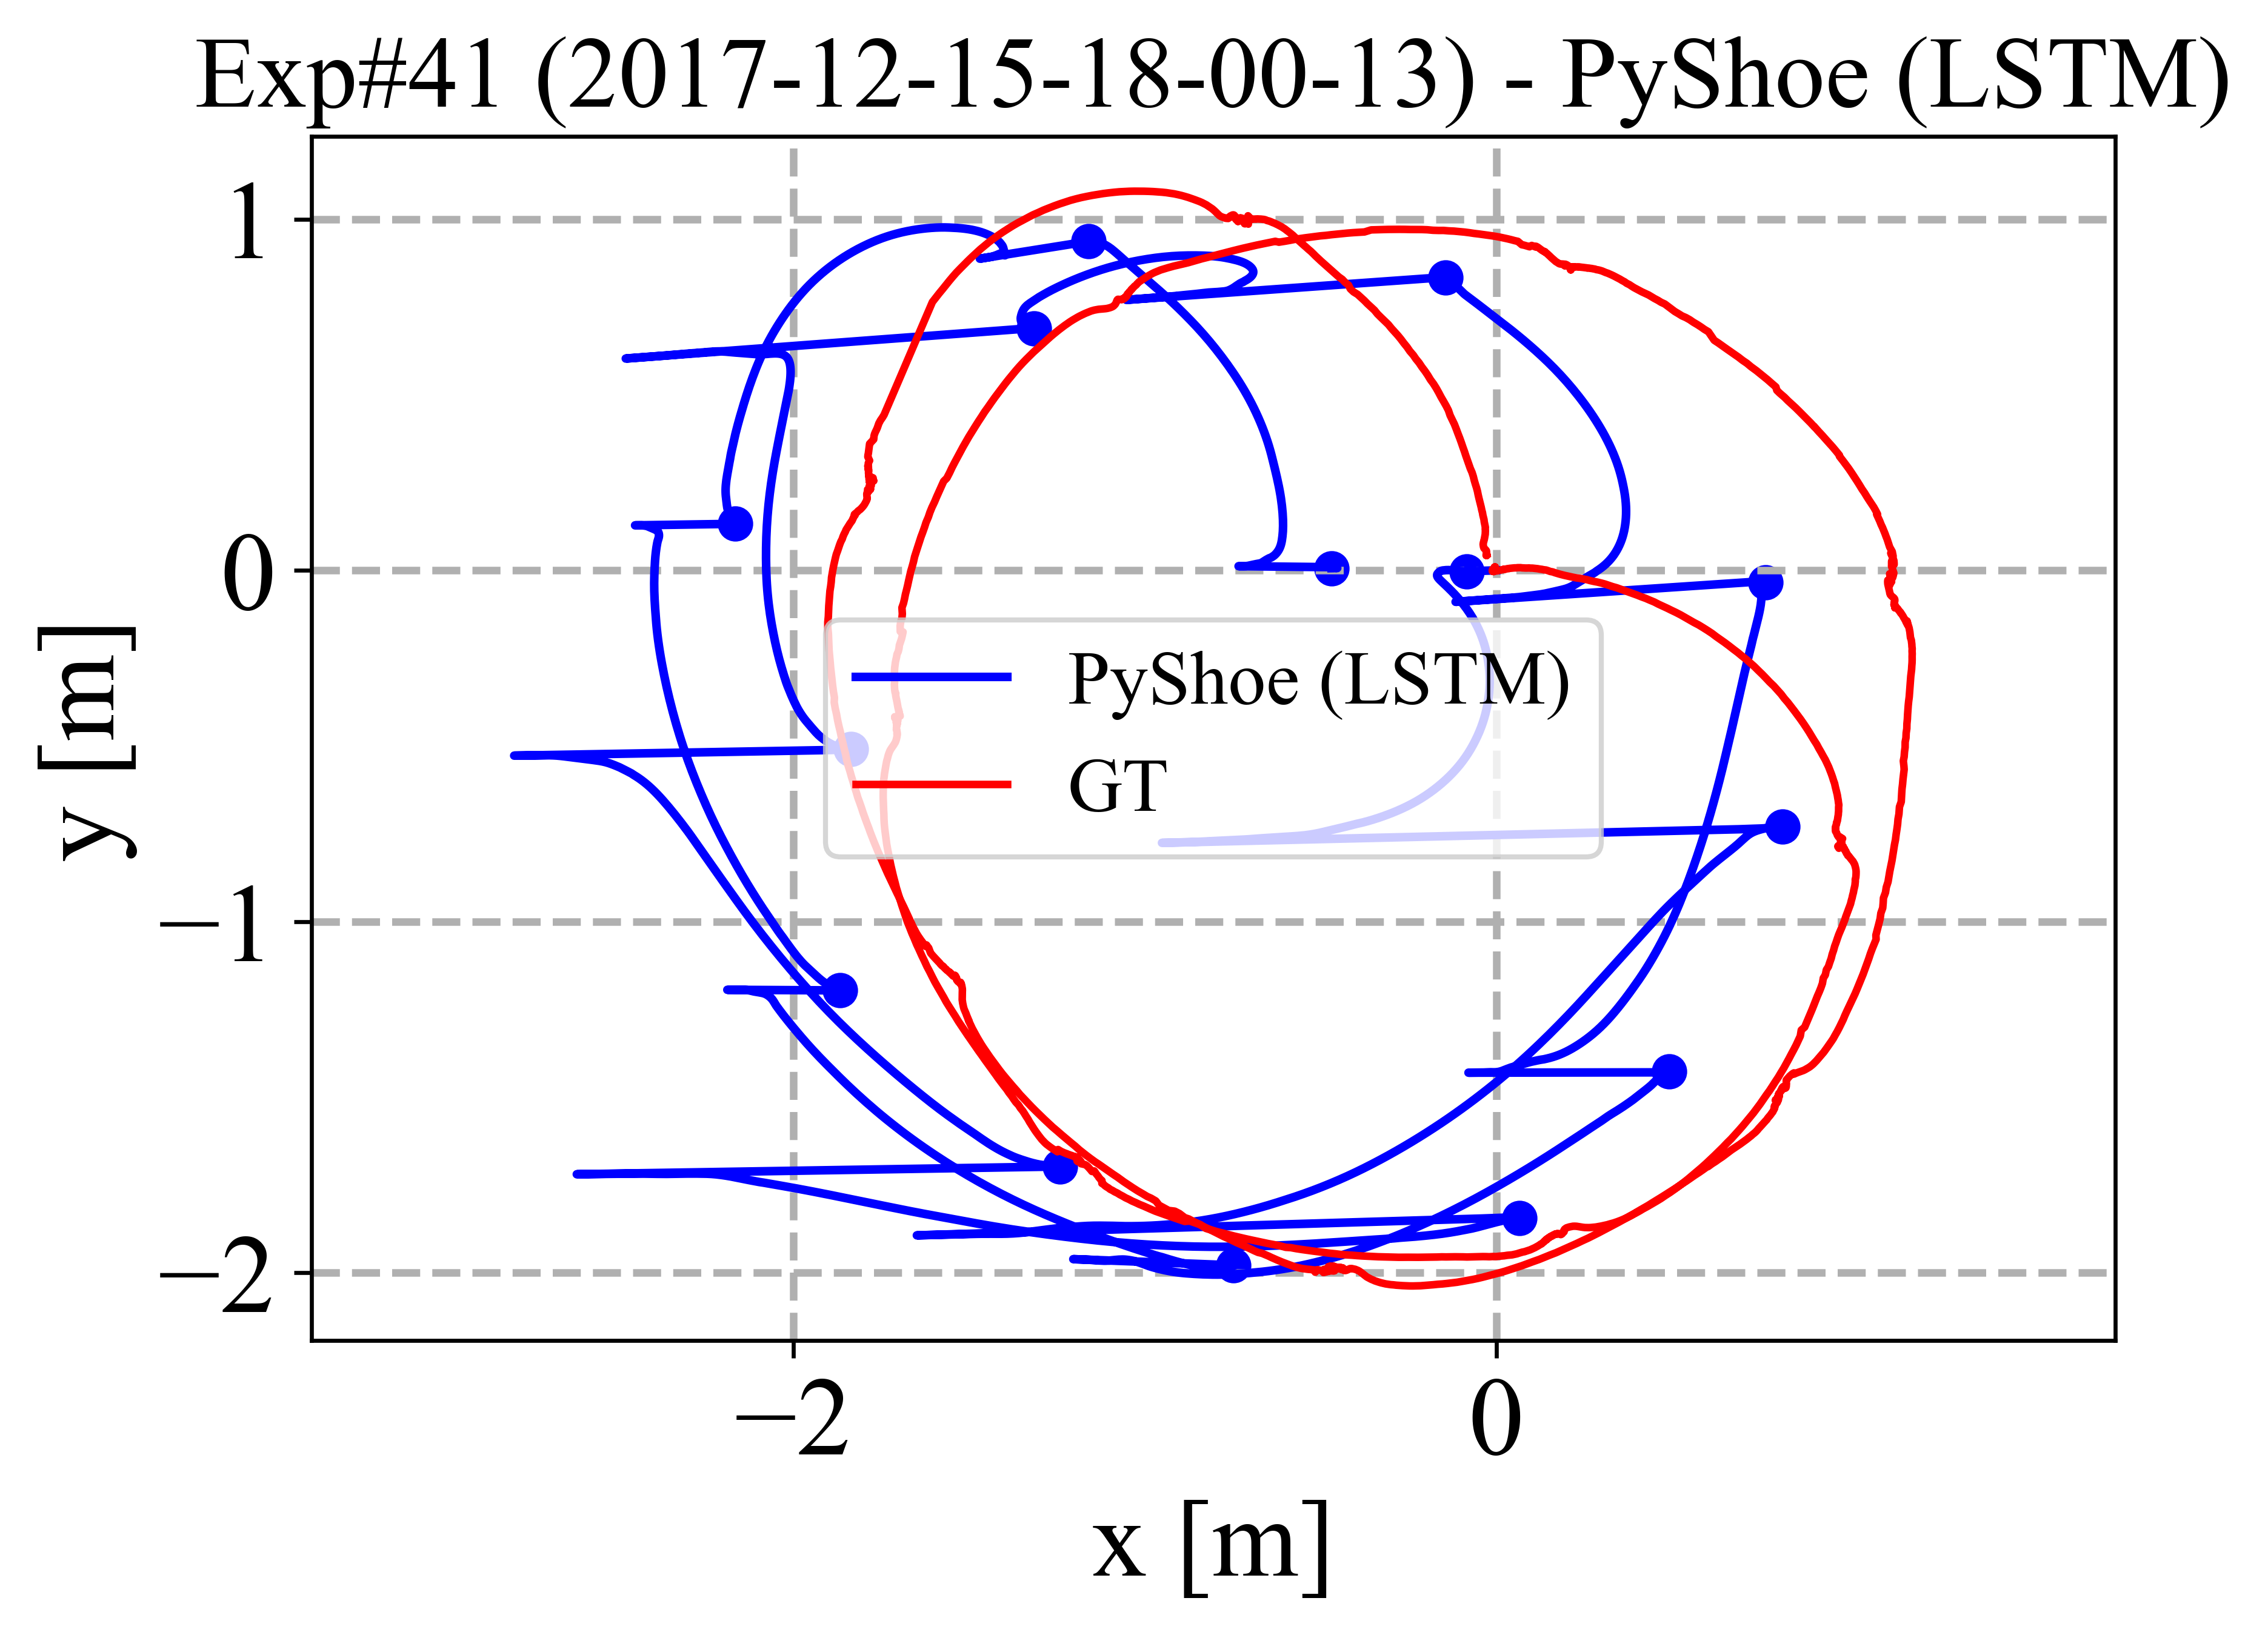 Exp#41 (2017-12-15-18-00-13) - PyShoe (LSTM)
1
0
−1
−2
y [m]
PyShoe (LSTM)
GT
−2 0
x [m]